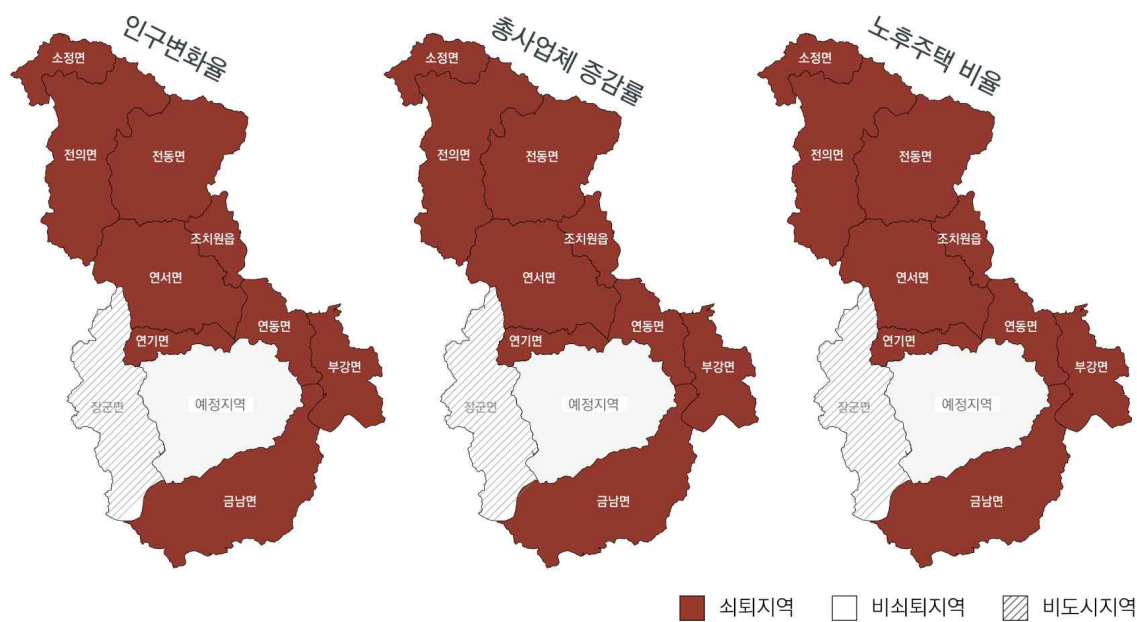 인구변화율
소정면
전의면
전동면
조치원읍
연서면
연기면
연동면
부강면
장군면
예정지역
금남면
총사업체 증감률
소정면
전의면
전동면
조치원읍
연서면
연기면
연동면
부강면
장군면
예정지역
금남면
노후주택 비율
소정면
전의면
전동면
조치원읍
연서면
연기면
연동면
부강면
장군면
예정지역
금남면
쇠퇴지역
비쇠퇴지역
비도시지역